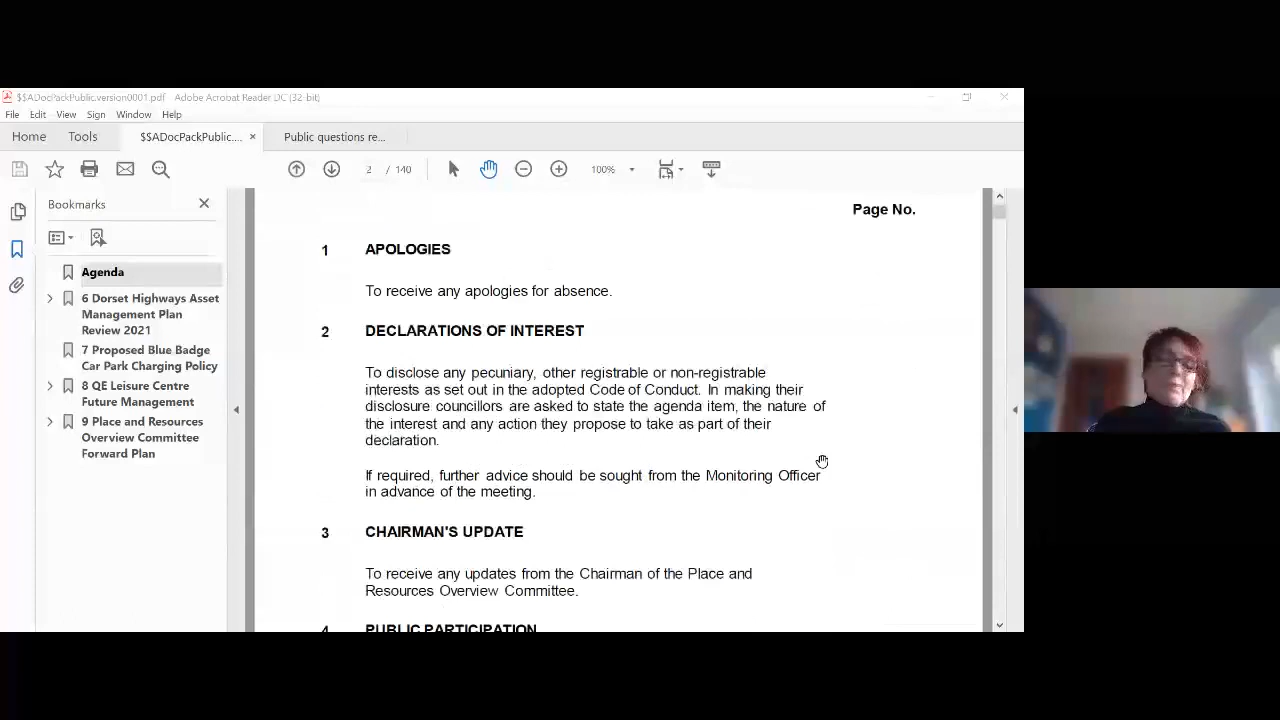 $$ADocPackPublic.version0001.pdf - Adobe Acrobat Reader DC (32-bit)
File Edit View Sign Window Help
Home Tools $$ADocPackPublic.... × Public questions re...
2 / 140 100%
Bookmarks
Agenda
6 Dorset Highways Asset
Management Plan
Review 2021
7 Proposed Blue Badge
Car Park Charging Policy
8 QE Leisure Centre
Future Management
9 Place and Resources
Overview Committee
Forward Plan
Page No.
1 APOLOGIES
To receive any apologies for absence.
2 DECLARATIONS OF INTEREST
To disclose any pecuniary, other registrable or non-registrable
interests as set out in the adopted Code of Conduct. In making their
disclosure councillors are asked to state the agenda item, the nature of
the interest and any action they propose to take as part of their
declaration.
If required, further advice should be sought from the Monitoring Officer
in advance of the meeting.
3 CHAIRMAN'S UPDATE
To receive any updates from the Chairman of the Place and
Resources Overview Committee.
4 PUBLIC PARTICIPATION